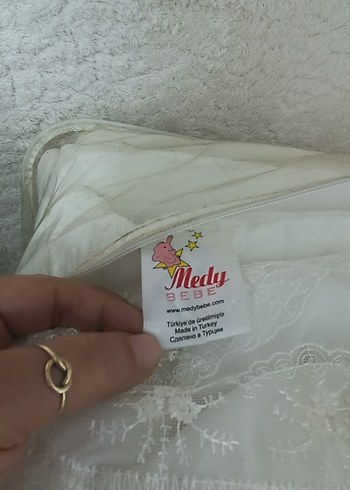 Medy
BEBE
www.medybebe.com
Türkiye'de üretilmiştir
Made in Turkey
Сделано в Турции